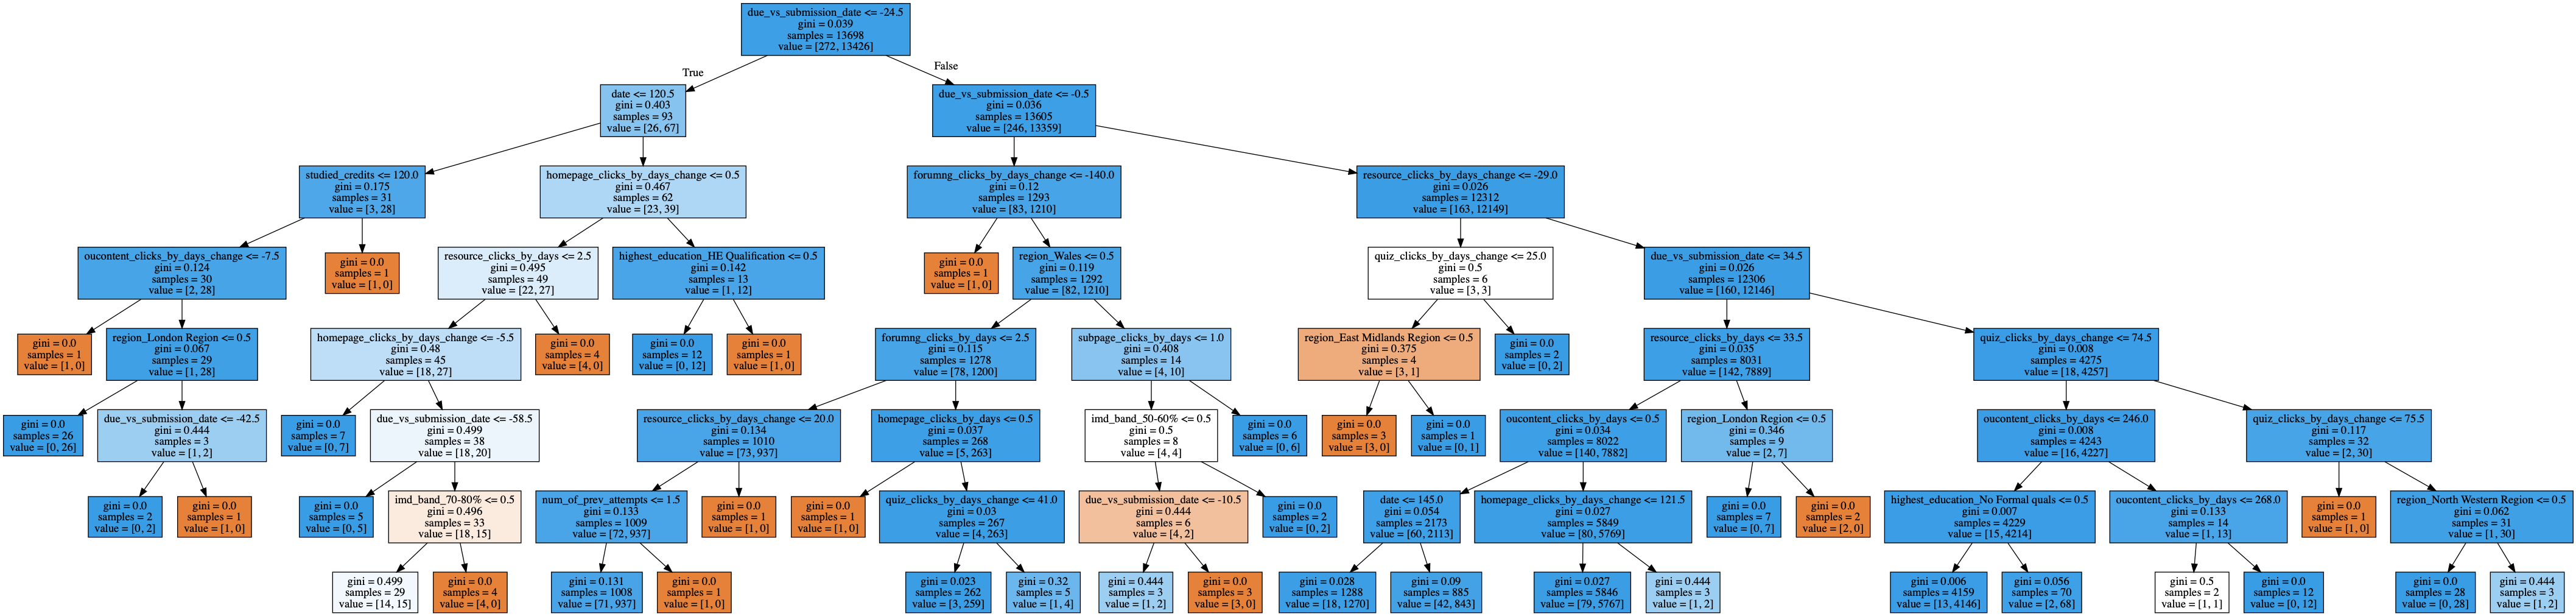 due_vs_submission_date <= -24.5
gini = 0.039
samples = 13698
value = [272, 13426]
True
False
date <= 120.5
gini = 0.403
samples = 93
value = [26, 67]
due_vs_submission_date <= -0.5
gini = 0.036
samples = 13605
value = [246, 13359]
studied_credits <= 120.0
gini = 0.175
samples = 31
value = [3, 28]
homepage_clicks_by_days_change <= 0.5
gini = 0.467
samples = 62
value = [23, 39]
forumng_clicks_by_days_change <= -140.0
gini = 0.12
samples = 1293
value = [83, 1210]
resource_clicks_by_days_change <= -29.0
gini = 0.026
samples = 12312
value = [163, 12149]
oucontent_clicks_by_days_change <= -7.5
gini = 0.124
samples = 30
value = [2, 28]
gini = 0.0
samples = 1
value = [1, 0]
resource_clicks_by_days <= 2.5
gini = 0.495
samples = 49
value = [22, 27]
highest_education_HE Qualification <= 0.5
gini = 0.142
samples = 13
value = [1, 12]
gini = 0.0
samples = 1
value = [1, 0]
region_Wales <= 0.5
gini = 0.119
samples = 1292
value = [82, 1210]
quiz_clicks_by_days_change <= 25.0
gini = 0.5
samples = 6
value = [3, 3]
due_vs_submission_date <= 34.5
gini = 0.026
samples = 12306
value = [160, 12146]
gini = 0.0
samples = 1
value = [1, 0]
region_London Region <= 0.5
gini = 0.067
samples = 29
value = [1, 28]
homepage_clicks_by_days_change <= -5.5
gini = 0.48
samples = 45
value = [18, 27]
gini = 0.0
samples = 4
value = [4, 0]
gini = 0.0
samples = 12
value = [0, 12]
gini = 0.0
samples = 1
value = [1, 0]
forumng_clicks_by_days <= 2.5
gini = 0.115
samples = 1278
value = [78, 1200]
subpage_clicks_by_days <= 1.0
gini = 0.408
samples = 14
value = [4, 10]
region_East Midlands Region <= 0.5
gini = 0.375
samples = 4
value = [3, 1]
gini = 0.0
samples = 2
value = [0, 2]
resource_clicks_by_days <= 33.5
gini = 0.035
samples = 8031
value = [142, 7889]
quiz_clicks_by_days_change <= 74.5
gini = 0.008
samples = 4275
value = [18, 4257]
gini = 0.0
samples = 26
value = [0, 26]
due_vs_submission_date <= -42.5
gini = 0.444
samples = 3
value = [1, 2]
gini = 0.0
samples = 7
value = [0, 7]
due_vs_submission_date <= -58.5
gini = 0.499
samples = 38
value = [18, 20]
resource_clicks_by_days_change <= 20.0
gini = 0.134
samples = 1010
value = [73, 937]
homepage_clicks_by_days <= 0.5
gini = 0.037
samples = 268
value = [5, 263]
imd_band_50-60% <= 0.5
gini = 0.5
samples = 8
value = [4, 4]
gini = 0.0
samples = 6
value = [0, 6]
gini = 0.0
samples = 3
value = [3, 0]
gini = 0.0
samples = 1
value = [0, 1]
oucontent_clicks_by_days <= 0.5
gini = 0.034
samples = 8022
value = [140, 7882]
region_London Region <= 0.5
gini = 0.346
samples = 9
value = [2, 7]
oucontent_clicks_by_days <= 246.0
gini = 0.008
samples = 4243
value = [16, 4227]
quiz_clicks_by_days_change <= 75.5
gini = 0.117
samples = 32
value = [2, 30]
gini = 0.0
samples = 2
value = [0, 2]
gini = 0.0
samples = 1
value = [1, 0]
gini = 0.0
samples = 5
value = [0, 5]
imd_band_70-80% <= 0.5
gini = 0.496
samples = 33
value = [18, 15]
num_of_prev_attempts <= 1.5
gini = 0.133
samples = 1009
value = [72, 937]
gini = 0.0
samples = 1
value = [1, 0]
gini = 0.0
samples = 1
value = [1, 0]
quiz_clicks_by_days_change <= 41.0
gini = 0.03
samples = 267
value = [4, 263]
due_vs_submission_date <= -10.5
gini = 0.444
samples = 6
value = [4, 2]
gini = 0.0
samples = 2
value = [0, 2]
date <= 145.0
gini = 0.054
samples = 2173
value = [60, 2113]
homepage_clicks_by_days_change <= 121.5
gini = 0.027
samples = 5849
value = [80, 5769]
gini = 0.0
samples = 7
value = [0, 7]
gini = 0.0
samples = 2
value = [2, 0]
highest_education_No Formal quals <= 0.5
gini = 0.007
samples = 4229
value = [15, 4214]
oucontent_clicks_by_days <= 268.0
gini = 0.133
samples = 14
value = [1, 13]
gini = 0.0
samples = 1
value = [1, 0]
region_North Western Region <= 0.5
gini = 0.062
samples = 31
value = [1, 30]
gini = 0.499
samples = 29
value = [14, 15]
gini = 0.0
samples = 4
value = [4, 0]
gini = 0.131
samples = 1008
value = [71, 937]
gini = 0.0
samples = 1
value = [1, 0]
gini = 0.023
samples = 262
value = [3, 259]
gini = 0.32
samples = 5
value = [1, 4]
gini = 0.444
samples = 3
value = [1, 2]
gini = 0.0
samples = 3
value = [3, 0]
gini = 0.028
samples = 1288
value = [18, 1270]
gini = 0.09
samples = 885
value = [42, 843]
gini = 0.027
samples = 5846
value = [79, 5767]
gini = 0.444
samples = 3
value = [1, 2]
gini = 0.006
samples = 4159
value = [13, 4146]
gini = 0.056
samples = 70
value = [2, 68]
gini = 0.5
samples = 2
value = [1, 1]
gini = 0.0
samples = 12
value = [0, 12]
gini = 0.0
samples = 28
value = [0, 28]
gini = 0.444
samples = 3
value = [1, 2]